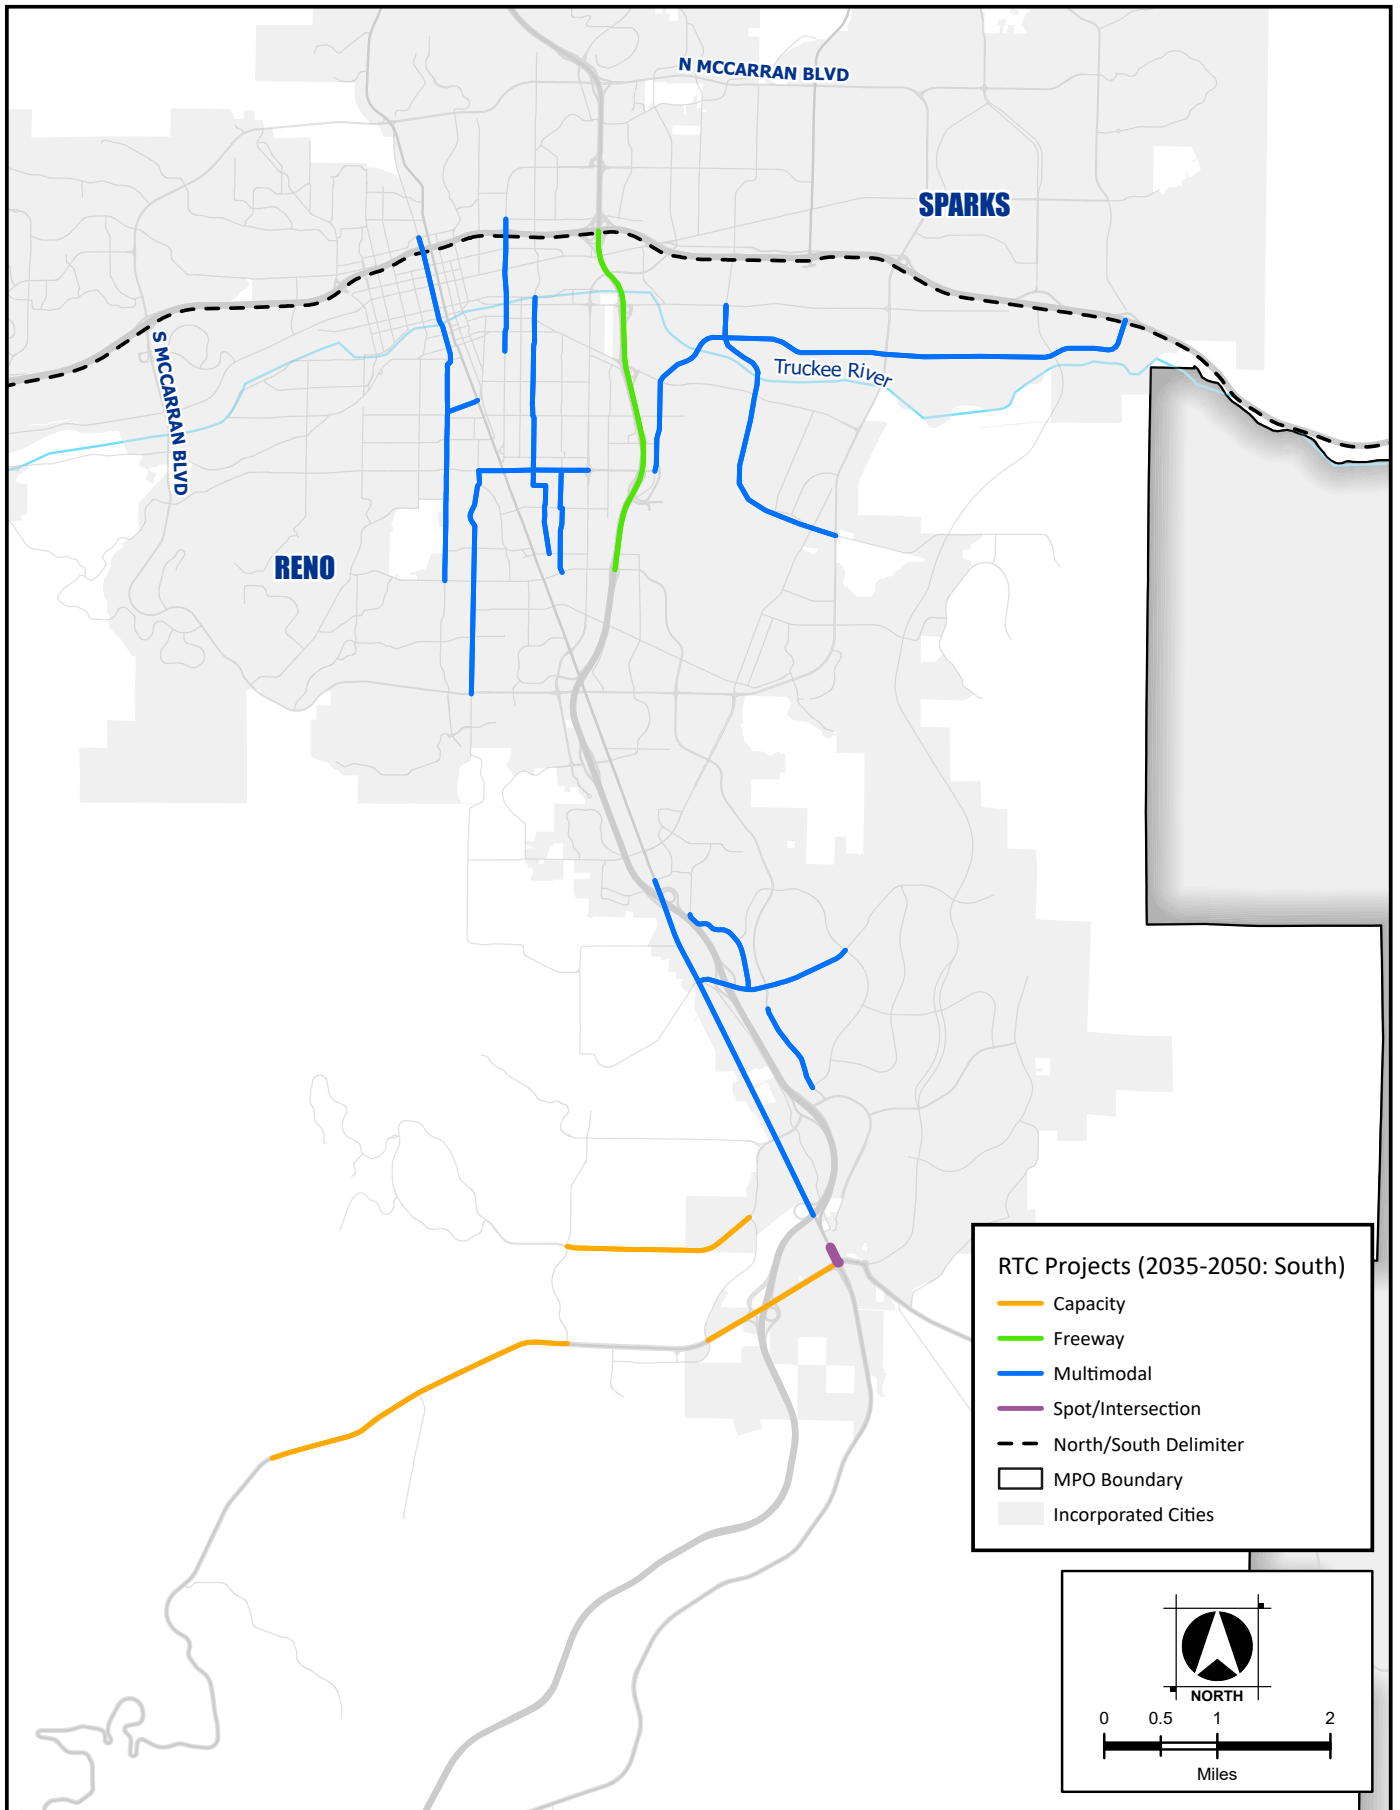 N MCCARRAN BLVD
SPARKS
S MCCARRAN BLVD
Truckee River
RENO
RTC Projects (2035-2050: South)
Capacity
Freeway
Multimodal
Spot/Intersection
North/South Delimiter
MPO Boundary
Incorporated Cities
NORTH
0 0.5 1 2
Miles